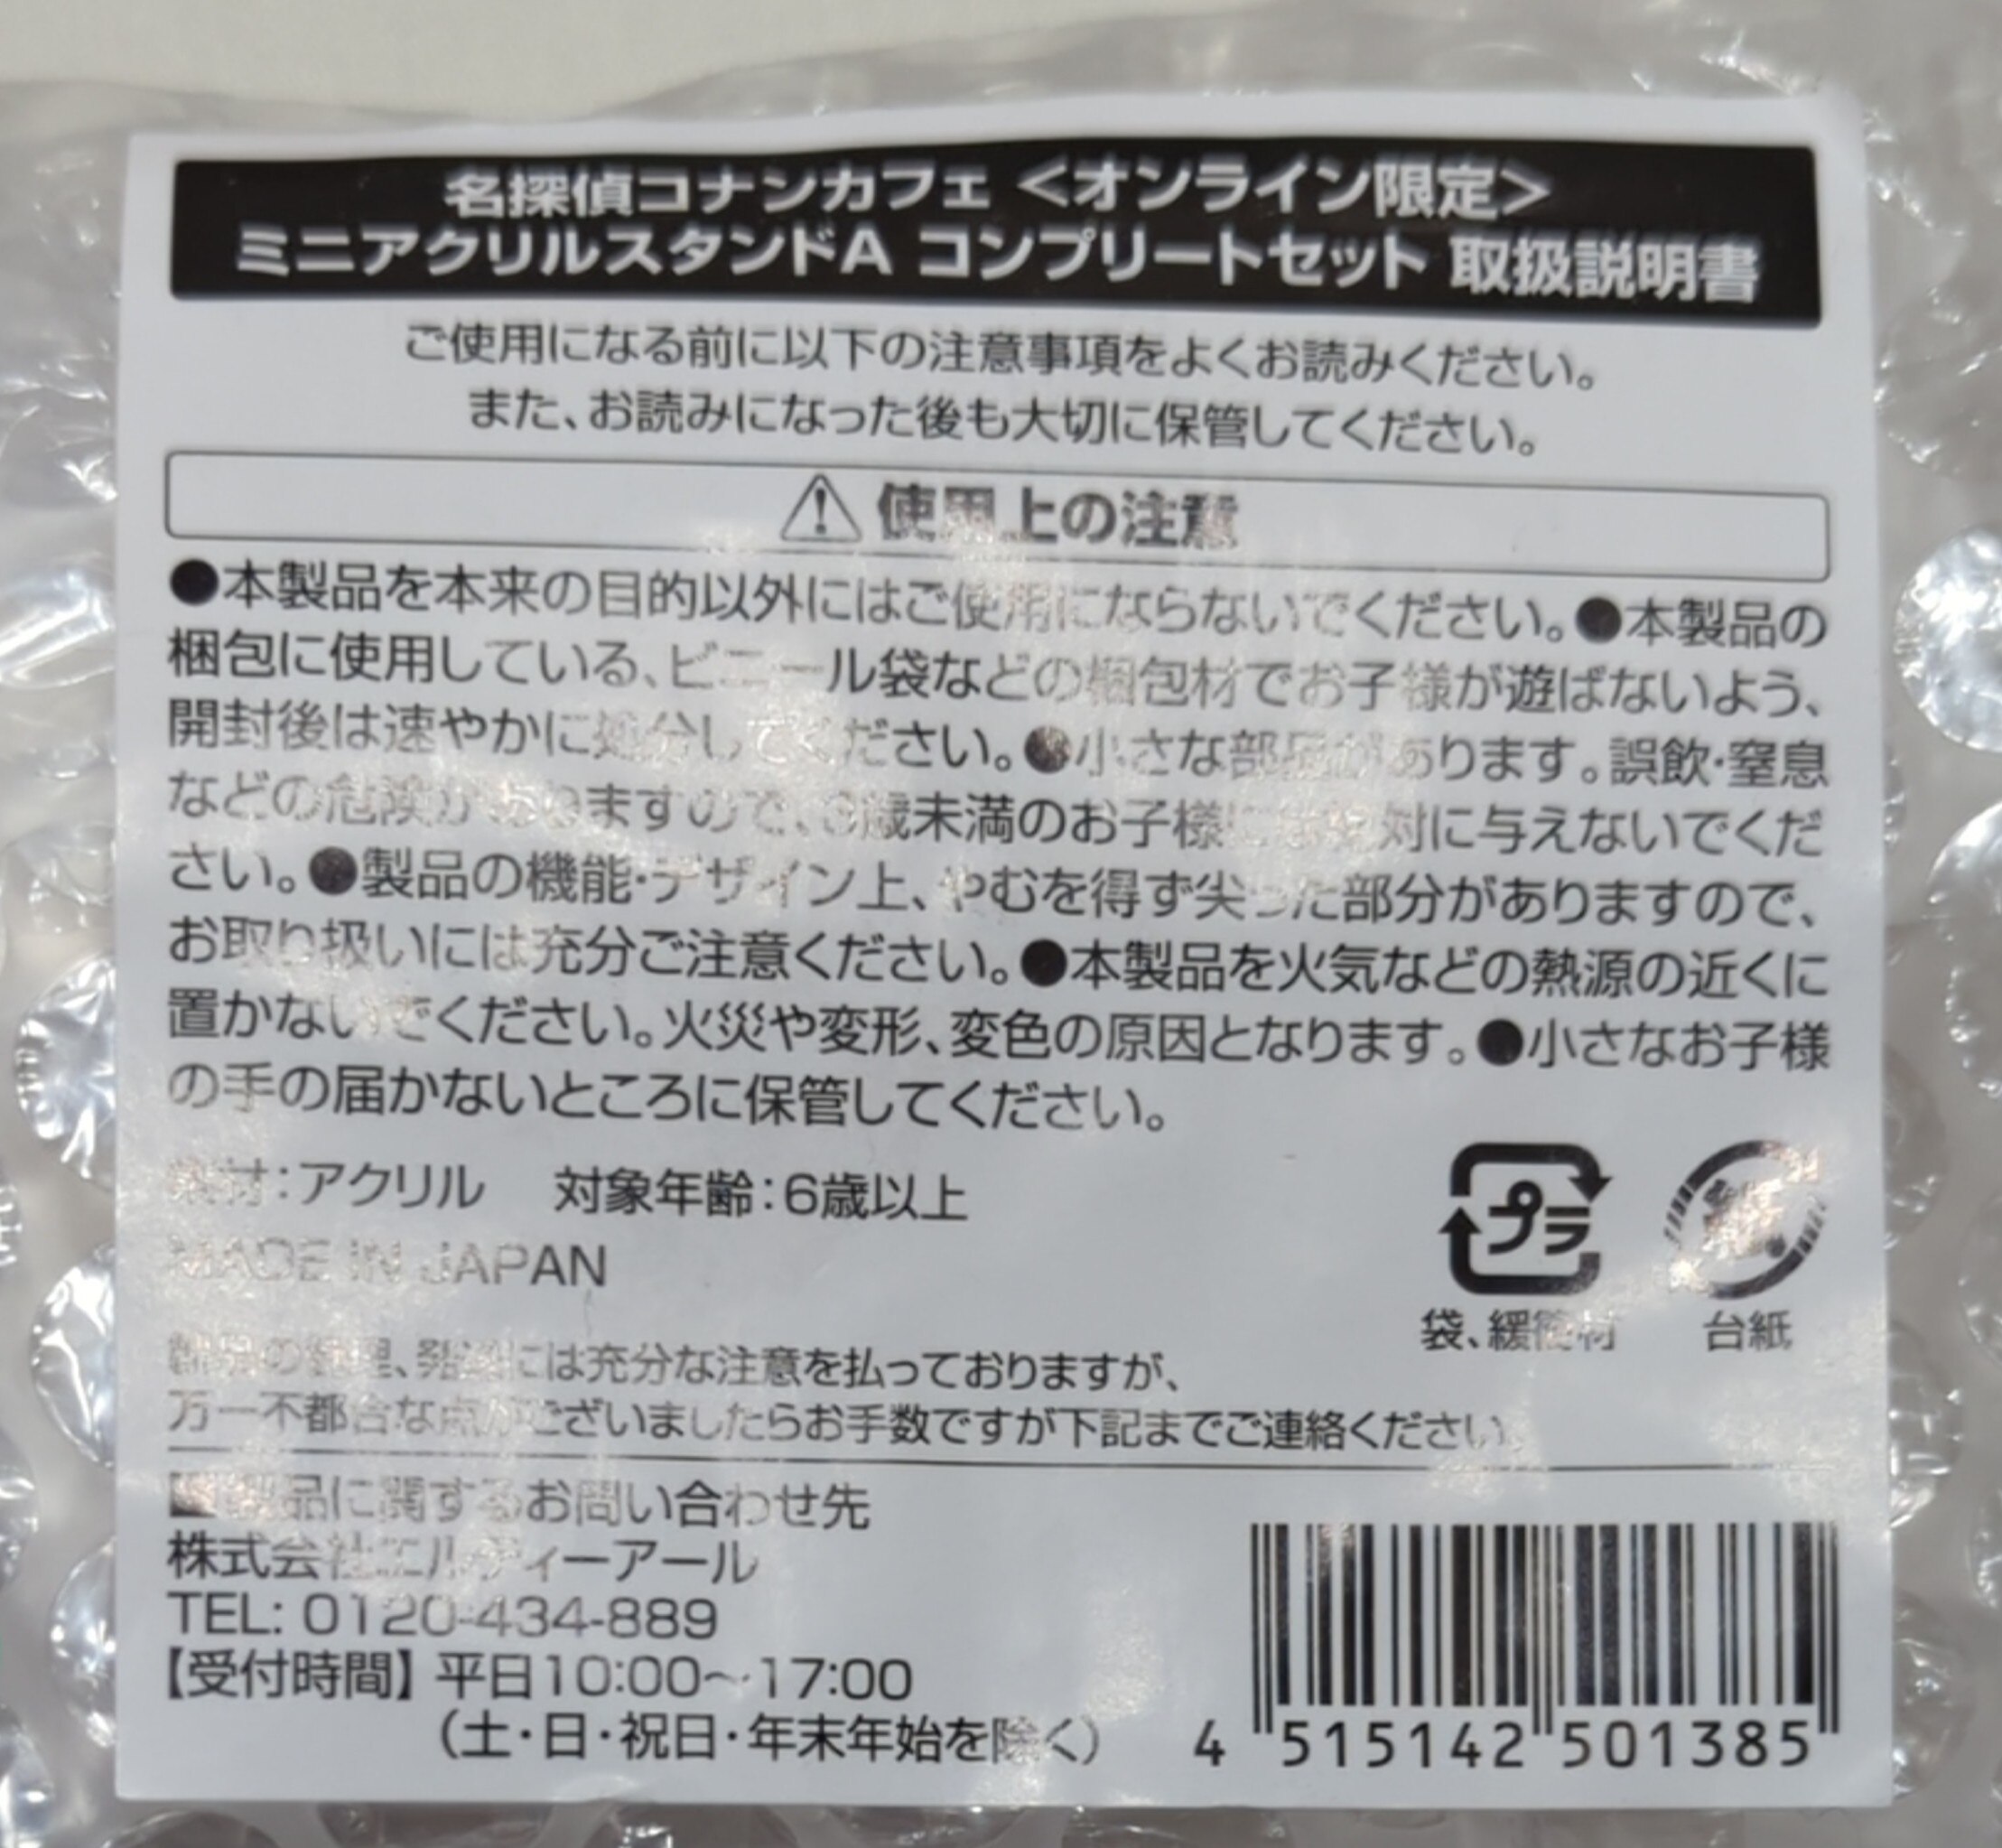 名探偵コナンカフェ <オンライン限定>
ミニアクリルスタンドA コンプリートセット 取扱説明書
ご使用になる前に以下の注意事項をよくお読みください。
また、お読みになった後も大切に保管してください。
使用上の注意
●本製品を本来の目的以外にはご使用にならないでください。●本製品の
梱包に使用している、ビニール袋などの梱包材でお子様が遊ばないよう、
開封後は速やかに処分してください。●小さな部品があります。誤飲・窒息
などの危険がありますので、3歳未満のお子様には絶対に与えないでくだ
さい。●製品の機能・デザイン上、やむを得ず尖った部分がありますので、
お取り扱いには充分ご注意ください。●本製品を火気などの熱源の近くに
置かないでください。火災や変形、変色の原因となります。●小さなお子様
の手の届かないところに保管してください。
素材:アクリル 対象年齢:6歳以上
MADE IN JAPAN
プラ
袋、緩衝材 台紙
の管理、発送には充分な注意を払っておりますが、
万一不都合な点がございましたらお手数ですが下記までご連絡ください。
■製品に関するお問い合わせ先
株式会社エルディーアール
TEL: 0120-434-889
【受付時間】平日10:00～17:00
(土・日・祝日・年末年始を除く)
4 515142 501385